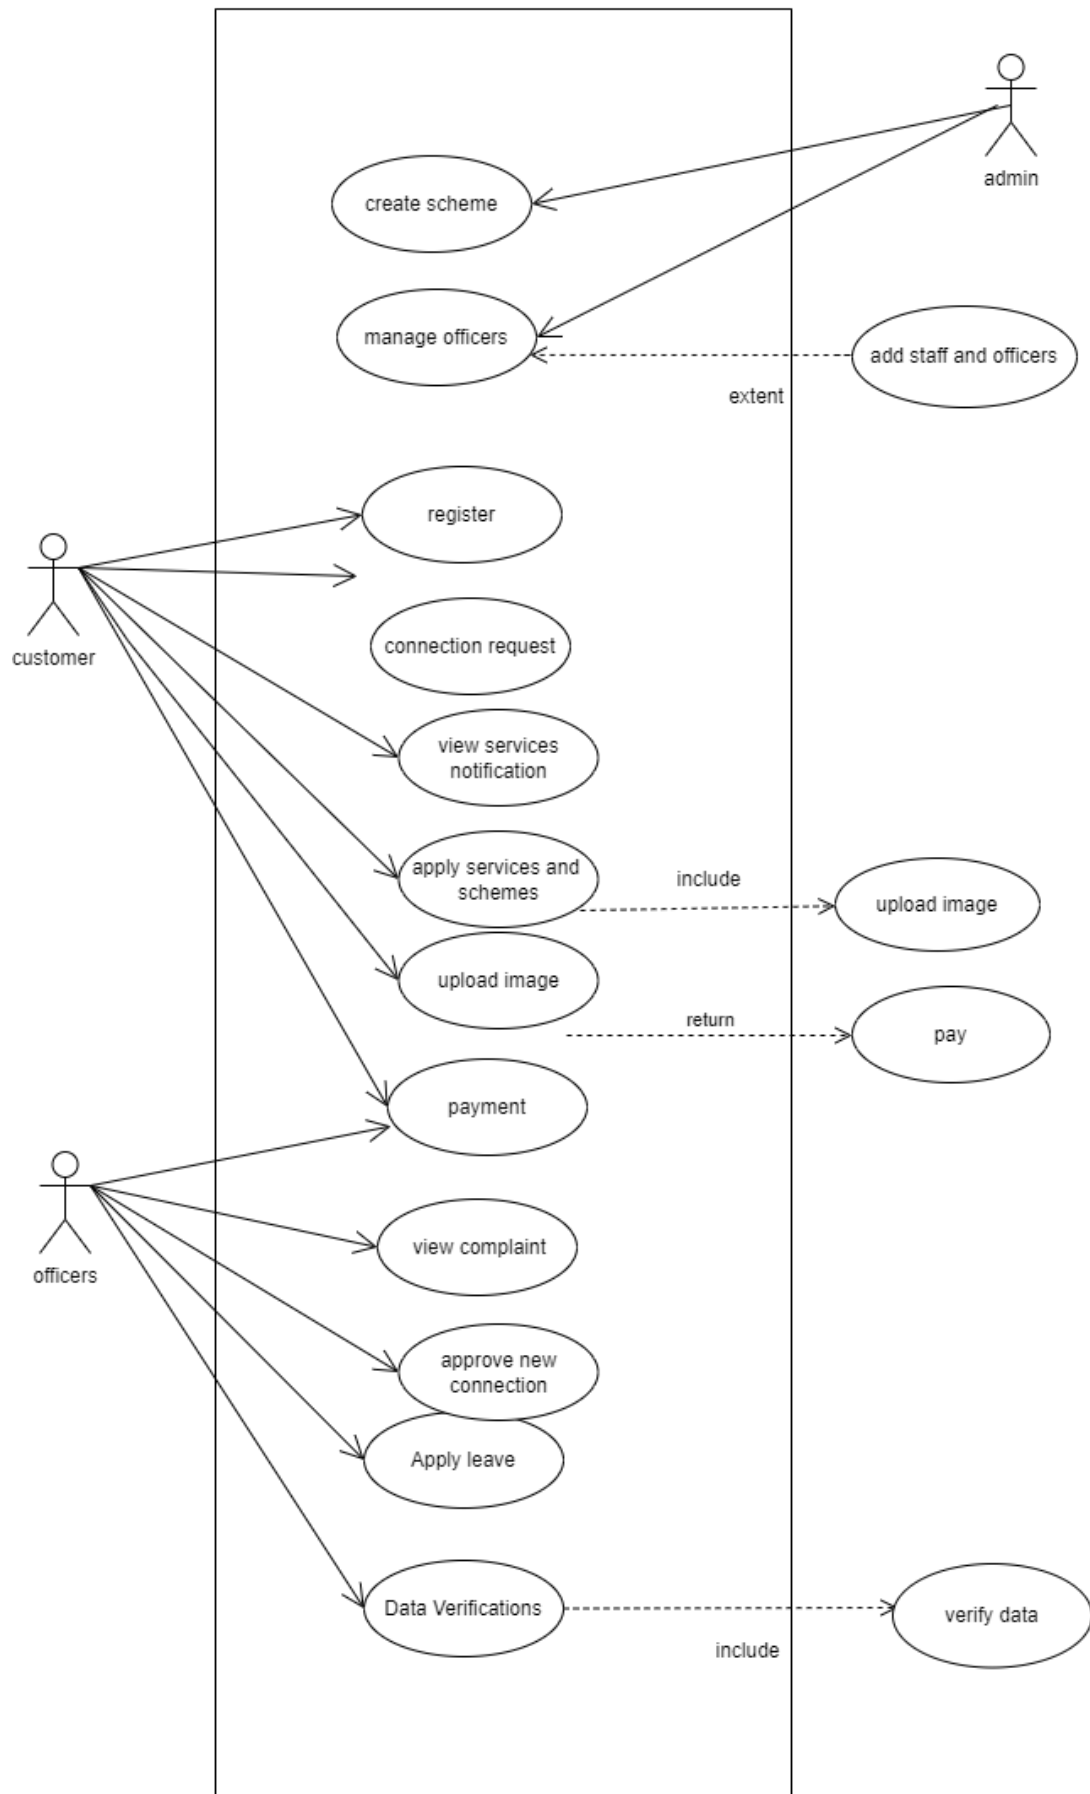 admin
create scheme
manage officers
add staff and officers
extent
register
customer
connection request
view services
notification
apply services and
schemes
include
upload image
upload image
return
pay
payment
officers
view complaint
approve new
connection
Apply leave
Data Verifications
verify data
include